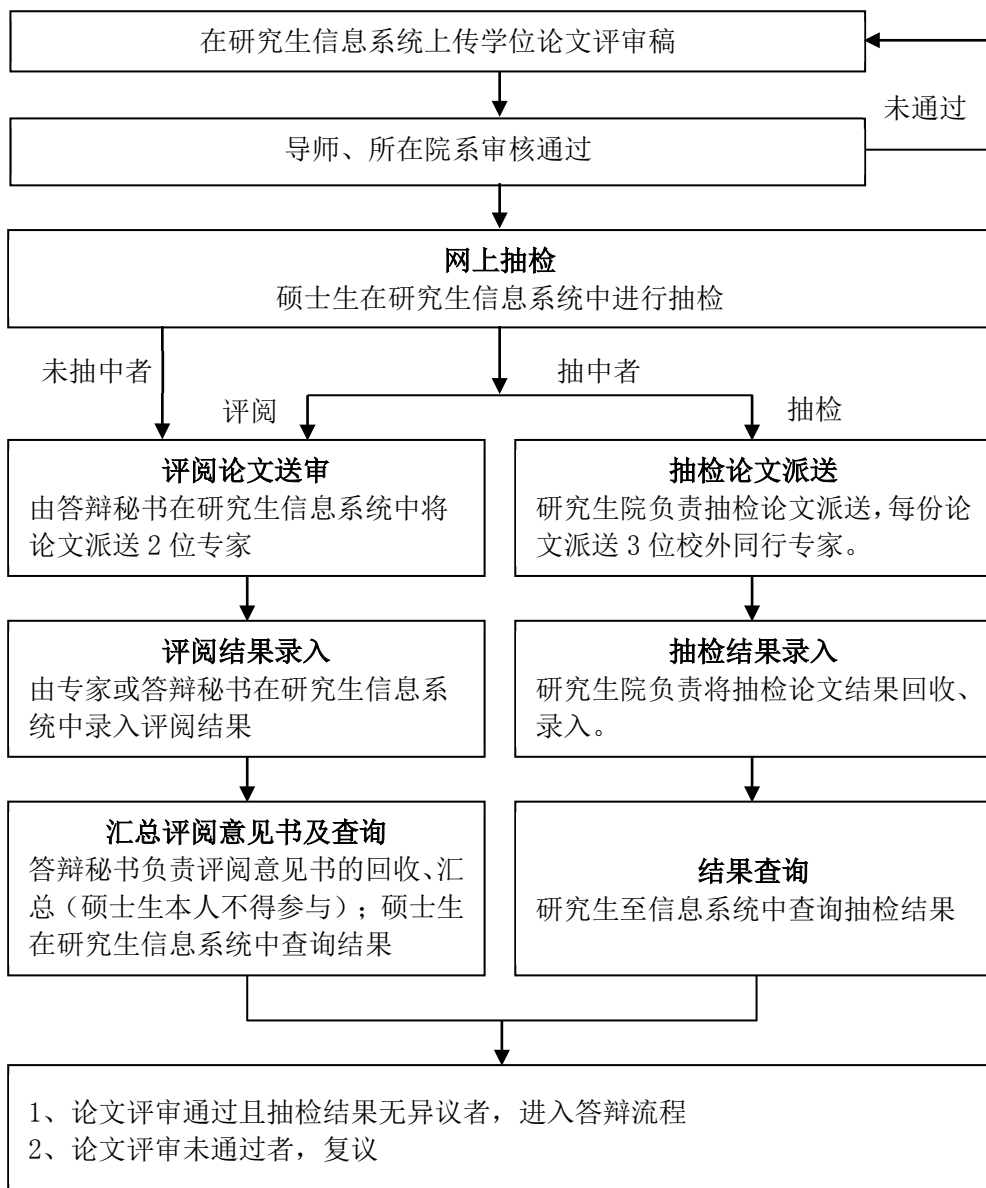 在研究生信息系统上传学位论文评审稿
未通过
导师、所在院系审核通过
网上抽检
硕士生在研究生信息系统中进行抽检
未抽中者
抽中者
评阅
抽检
评阅论文送审
由答辩秘书在研究生信息系统中将
论文派送 2 位专家
抽检论文派送
研究生院负责抽检论文派送,每份论
文派送 3 位校外同行专家。
评阅结果录入
由专家或答辩秘书在研究生信息系
统中录入评阅结果
抽检结果录入
研究生院负责将抽检论文结果回收、
录入。
汇总评阅意见书及查询
答辩秘书负责评阅意见书的回收、汇
总（硕士生本人不得参与）；硕士生
在研究生信息系统中查询结果
结果查询
研究生至信息系统中查询抽检结果
1、论文评审通过且抽检结果无异议者，进入答辩流程
2、论文评审未通过者，复议